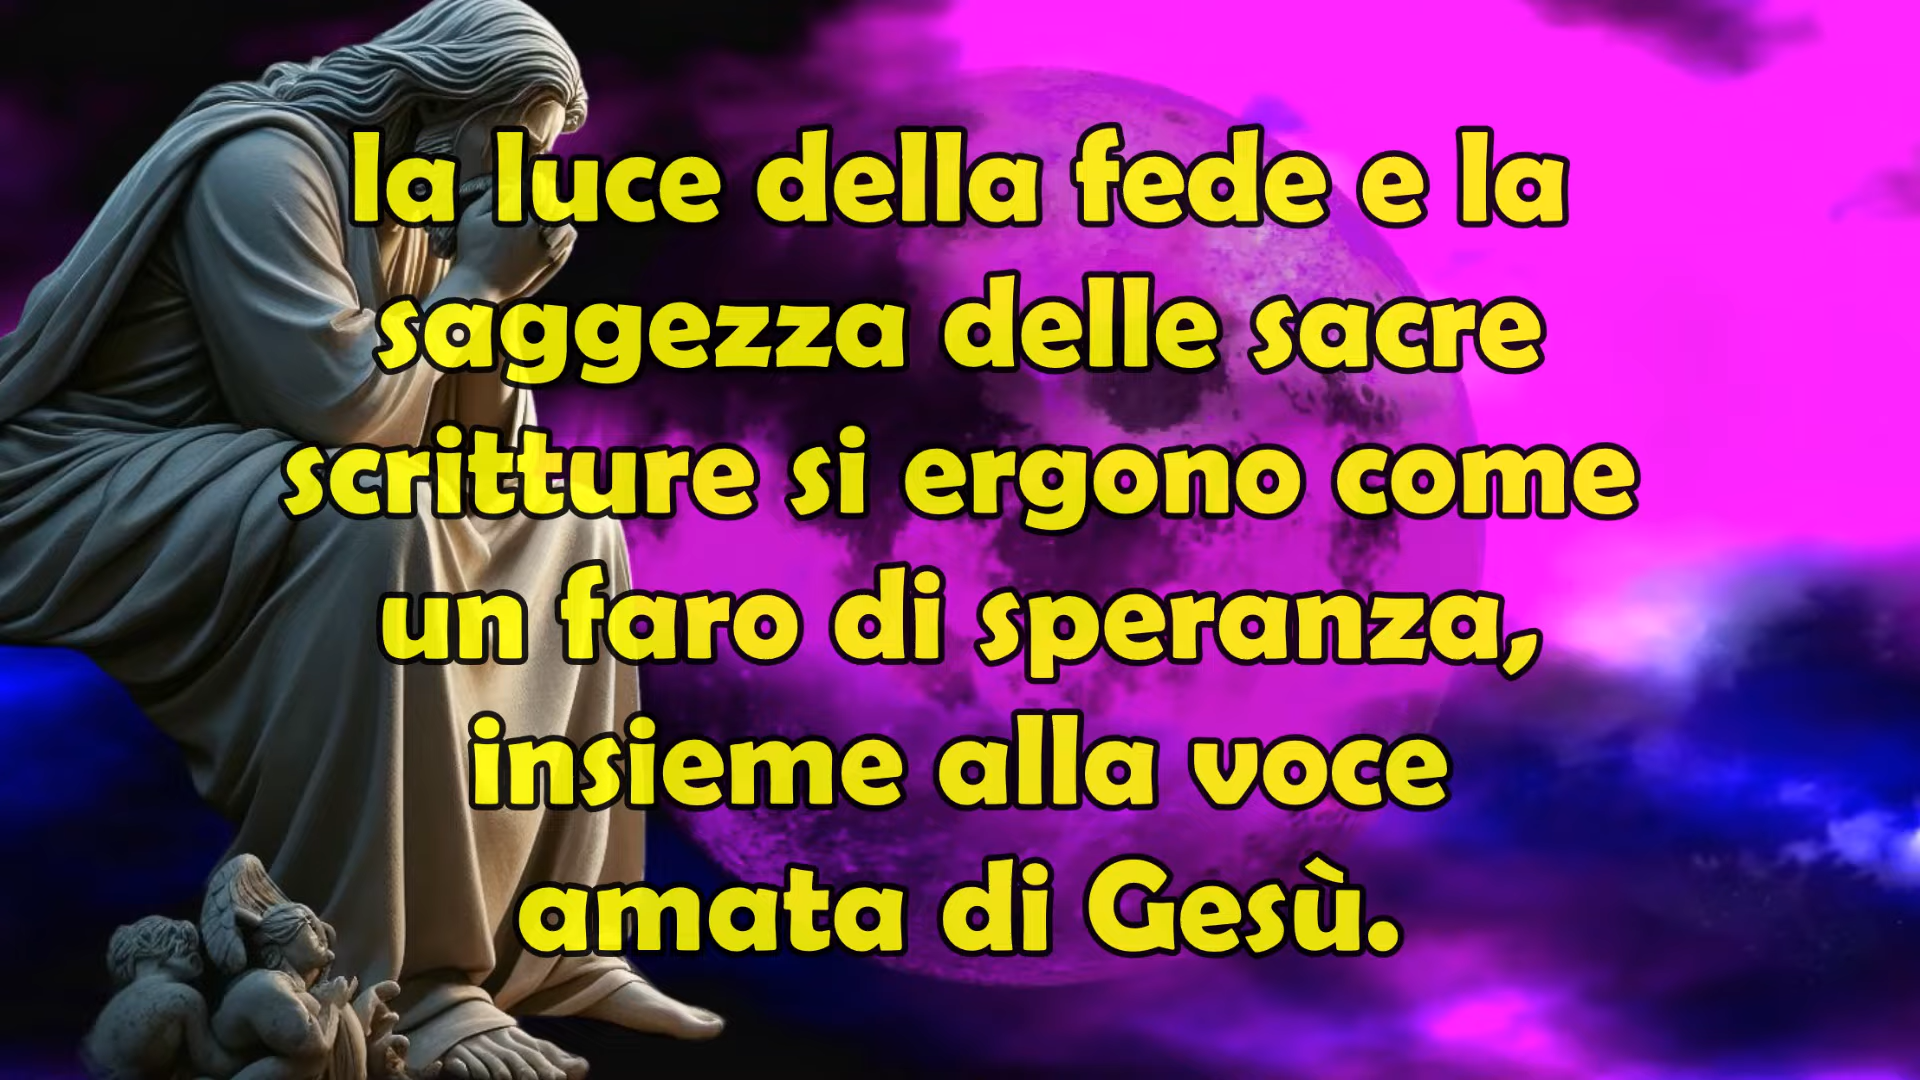 la luce della fede e la
saggezza delle sacre
scritture si ergono come
un faro di speranza,
insieme alla voce
amata di Gesù.